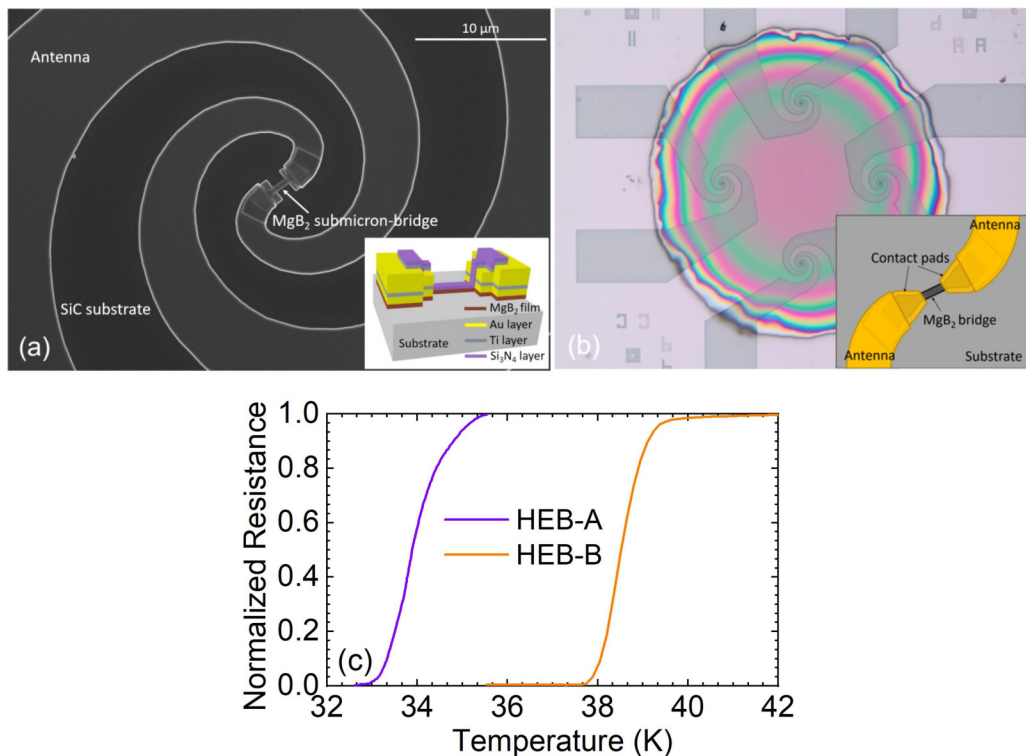 Antenna
10 µm
MgB₂ submicron-bridge
SiC substrate
(a)
Substrate
MgB₂ film
Au layer
Ti layer
Si₃N₄ layer
(b)
Antenna
Contact pads
MgB₂ bridge
Antenna
Substrate
Normalized Resistance
1.0
0.8
0.6
0.4
0.2
0.0
HEB-A
HEB-B
(c)
32 34 36 38 40 42
Temperature (K)